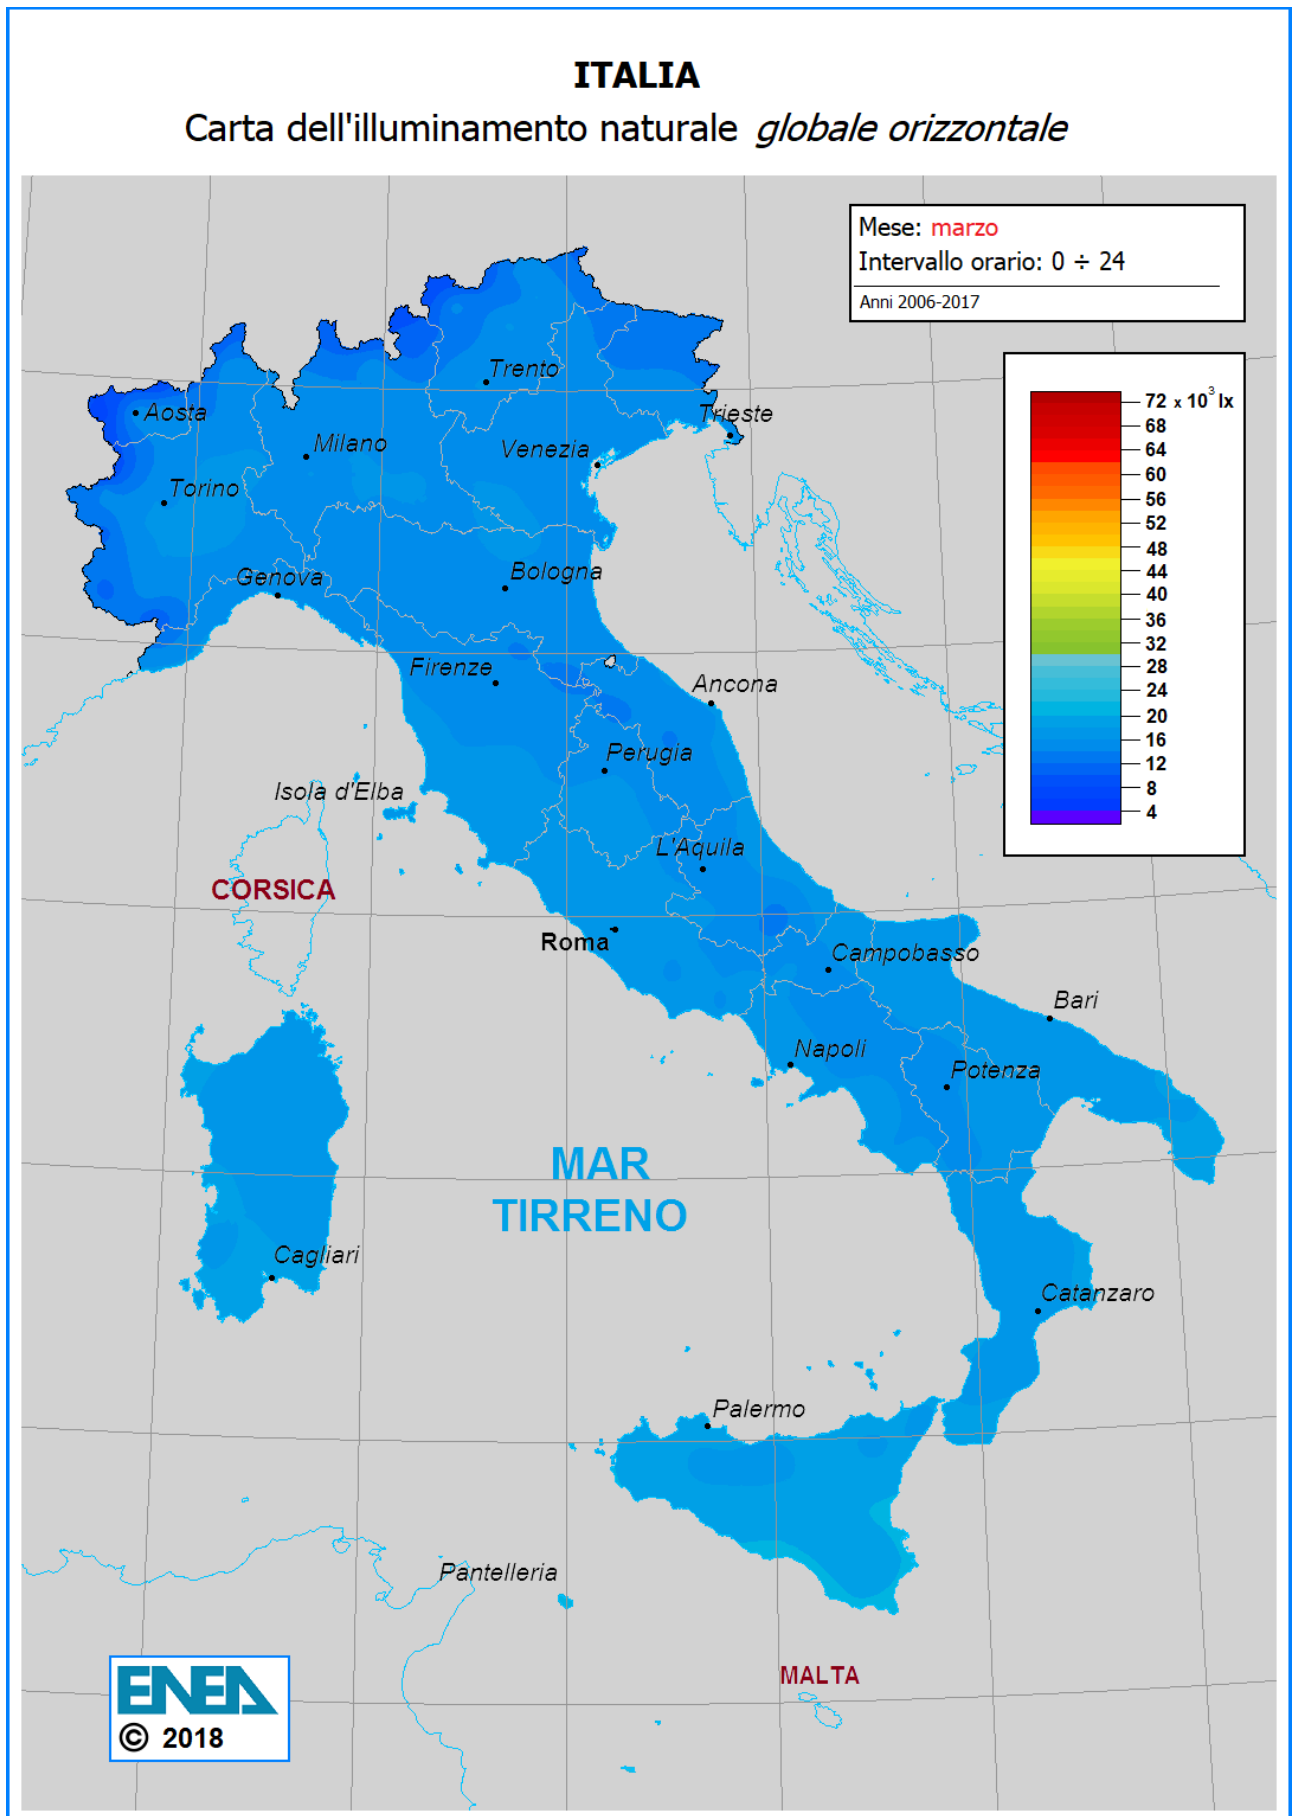 ITALIA
Carta dell'illuminamento naturale globale orizzontale
Mese: marzo
Intervallo orario: 0 ÷ 24
Anni 2006-2017
72 x 10³ lx
68
64
60
56
52
48
44
40
36
32
28
24
20
16
12
8
4
Trento
Aosta
Trieste
Milano
Venezia
Torino
Genova
Bologna
Firenze
Ancona
Perugia
Isola d'Elba
L'Aquila
CORSICA
Roma
Campobasso
Bari
Napoli
Potenza
MAR
TIRRENO
Cagliari
Catanzaro
Palermo
Pantelleria
MALTA
ENEA
© 2018